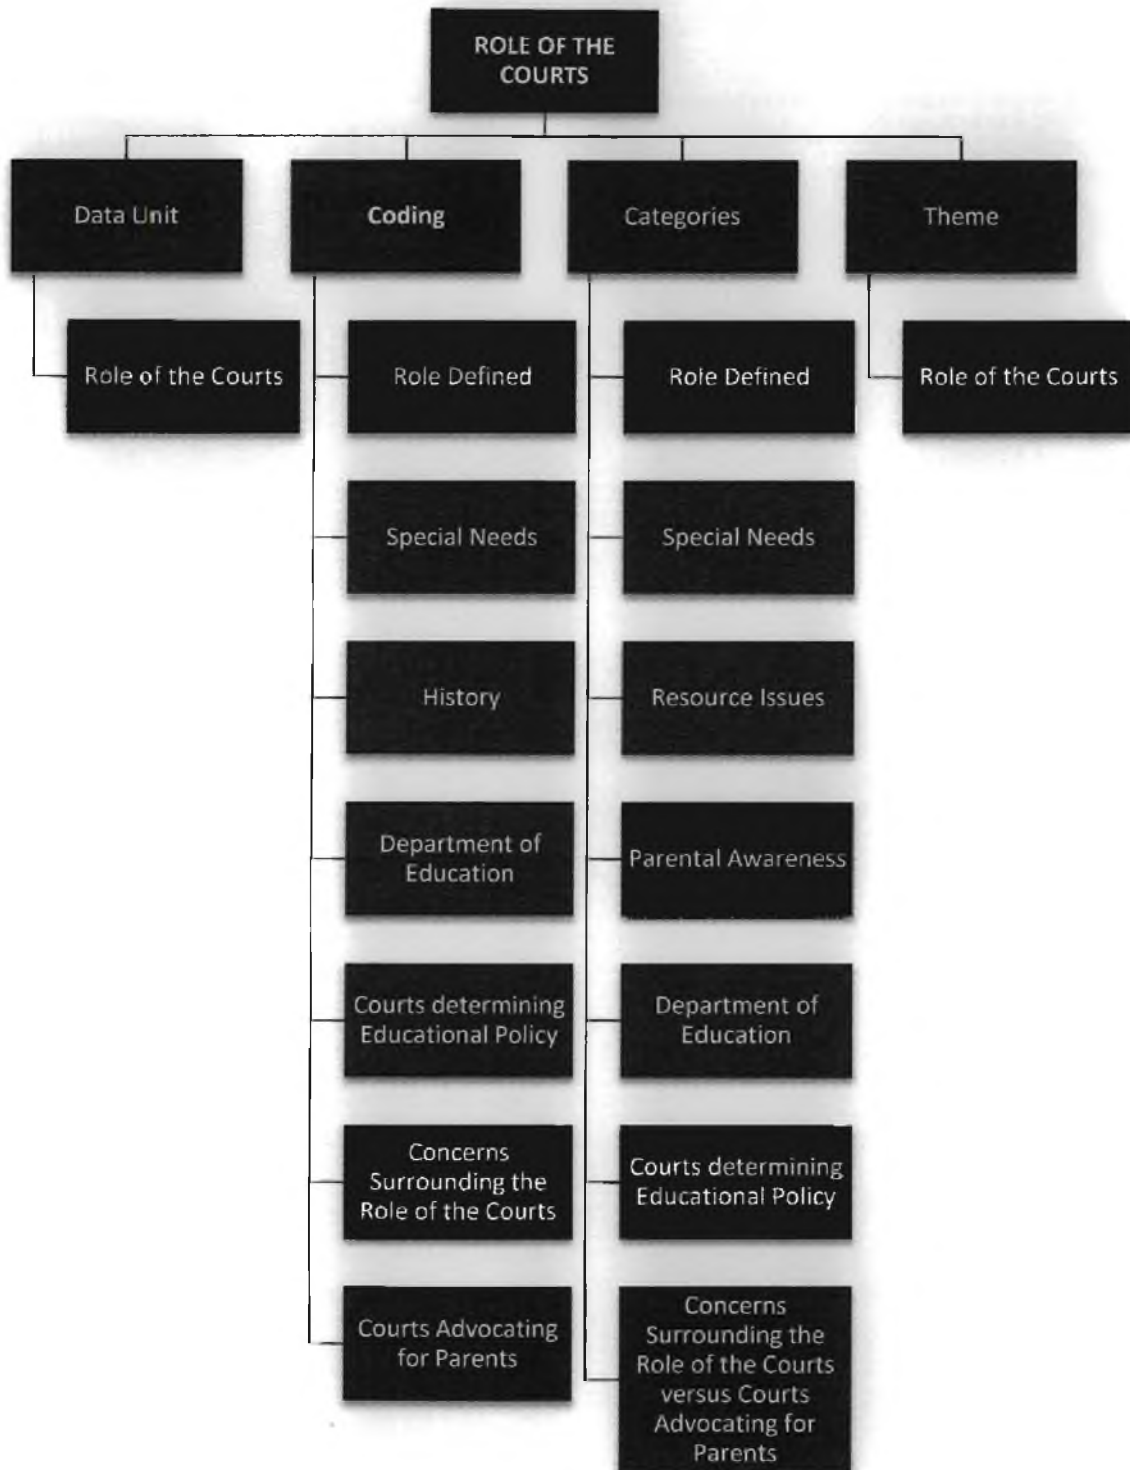 ROLE OF THE
COURTS
Data Unit
Coding
Categories
Theme
Role of the Courts
Role Defined
Role Defined
Role of the Courts
Special Needs
Special Needs
History
Resource Issues
Department of
Education
Parental Awareness
Courts determining
Educational Policy
Department of
Education
Concerns
Surrounding the
Role of the Courts
Courts determining
Educational Policy
Courts Advocating
for Parents
Concerns
Surrounding the
Role of the Courts
versus Courts
Advocating for
Parents